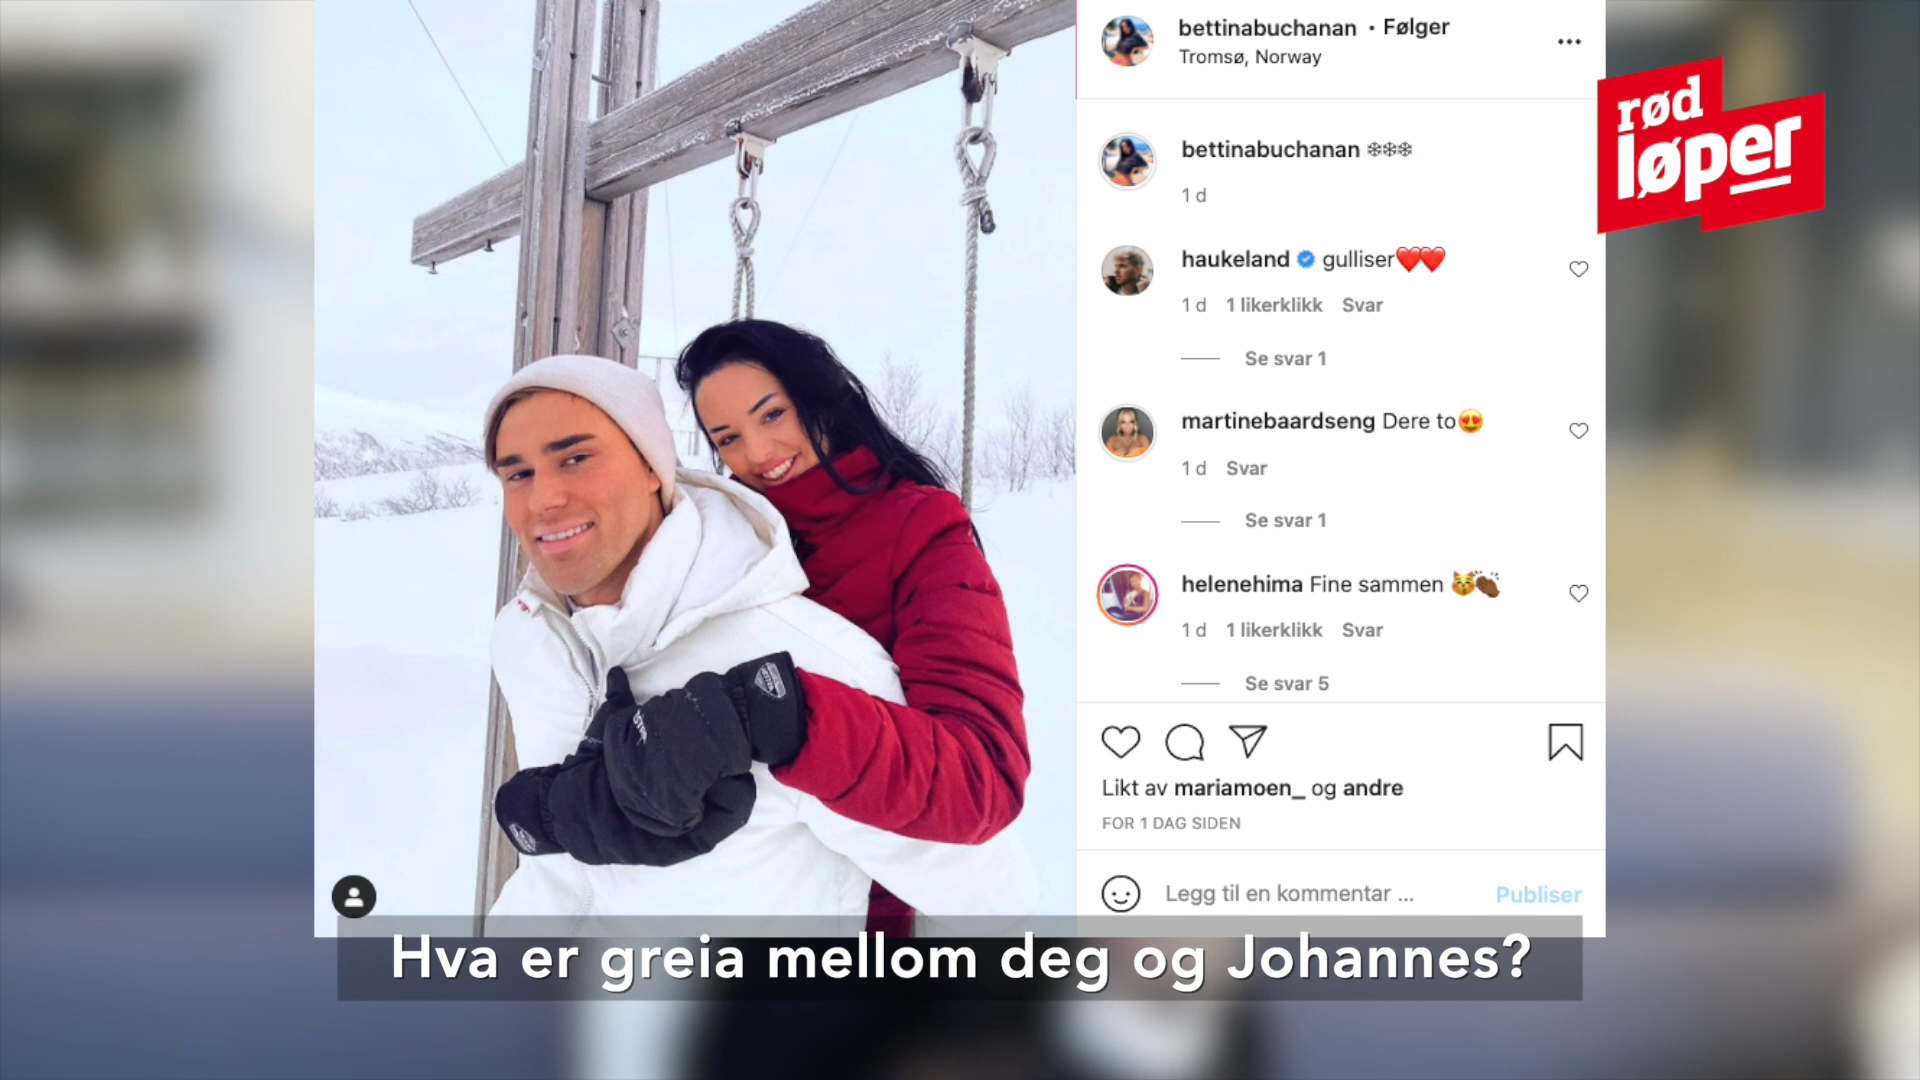 bettinabuchanan • Følger
Tromsø, Norway
rød
løper
bettinabuchanan ❄❄❄
1 d
haukeland gulliser❤️❤️
1 d 1 likerklikk Svar
Se svar 1
martinebaardseng Dere to😍
1 d Svar
Se svar 1
helenehima Fine sammen 😽👏🏾
1 d 1 likerklikk Svar
Se svar 5
Likt av mariamoen_ og andre
FOR 1 DAG SIDEN
Legg til en kommentar ... Publiser
Hva er greia mellom deg og Johannes?